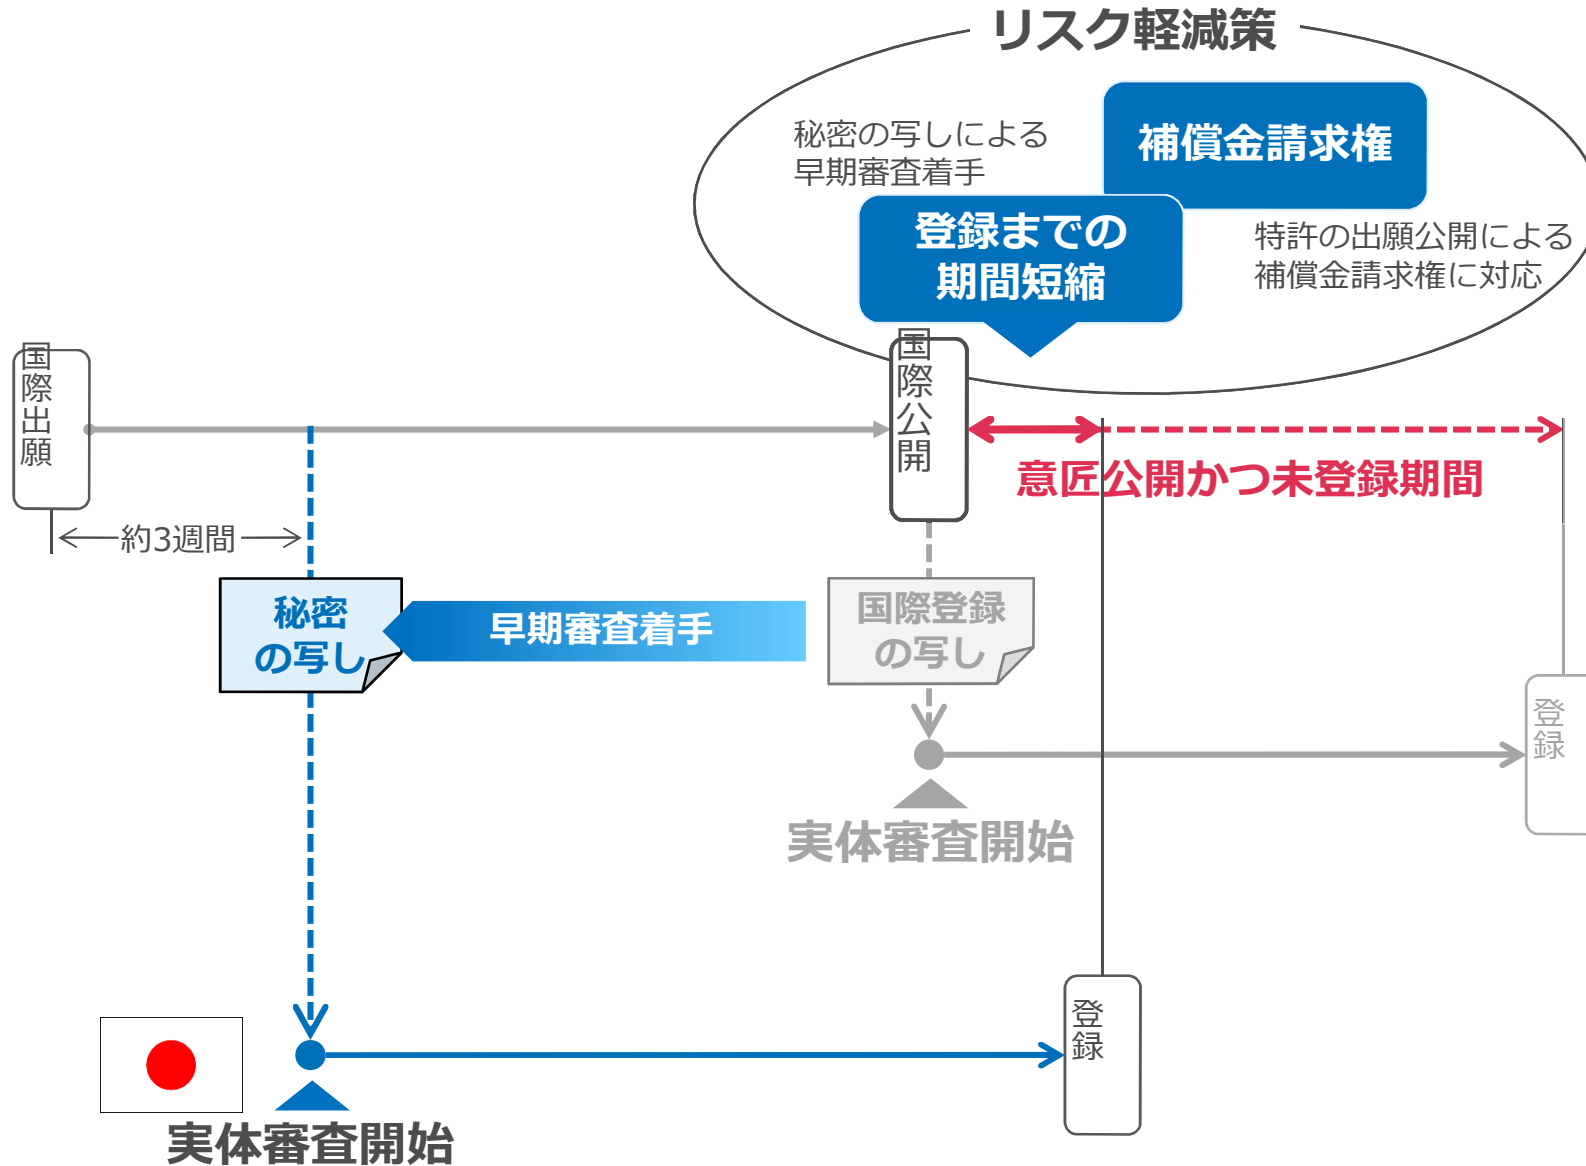 リスク軽減策
秘密の写しによる
早期審査着手
補償金請求権
登録までの
期間短縮
特許の出願公開による
補償金請求権に対応
国際出願
国際公開
意匠公開かつ未登録期間
約3週間
秘密
の写し
早期審査着手
国際登録
の写し
登録
実体審査開始
登録
実体審査開始